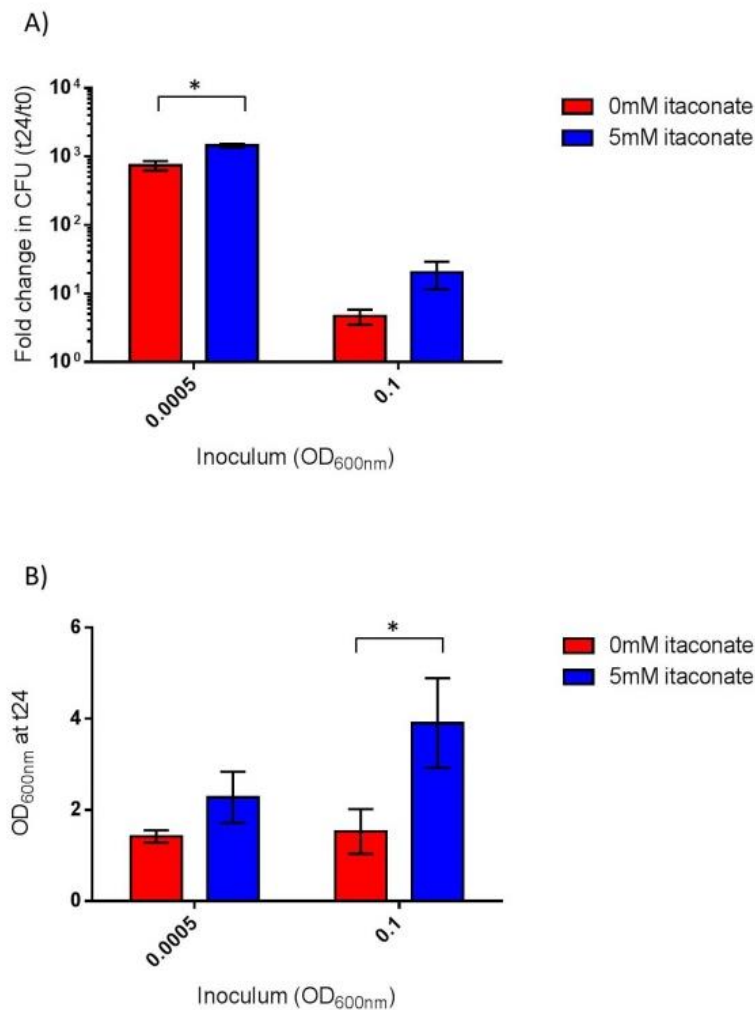 A)
*
0mM itaconate
5mM itaconate
Fold change in CFU (t24/t0)
10⁴
10³
10²
10¹
10⁰
0.0005
0.1
Inoculum (OD₆₀₀ₙₘ)
B)
*
0mM itaconate
5mM itaconate
OD₆₀₀ₙₘ at t24
6
4
2
0
0.0005
0.1
Inoculum (OD₆₀₀ₙₘ)